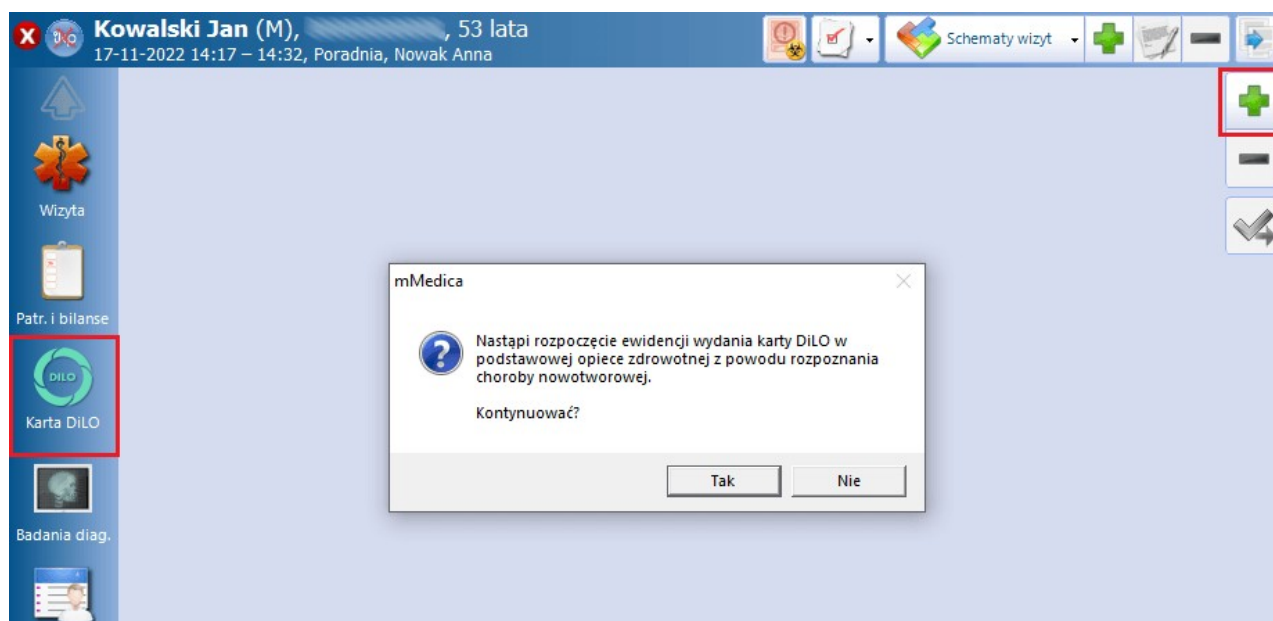 Kowalski Jan (M), , 53 lata
17-11-2022 14:17 – 14:32, Poradnia, Nowak Anna
Schematy wizyt
Wizyta
Patr. i bilanse
DILO
Karta DiLO
Badania diag.
mMedica
Nastąpi rozpoczęcie ewidencji wydania karty DiLO w
podstawowej opiece zdrowotnej z powodu rozpoznania
choroby nowotworowej.
Kontynuować?
Tak
Nie